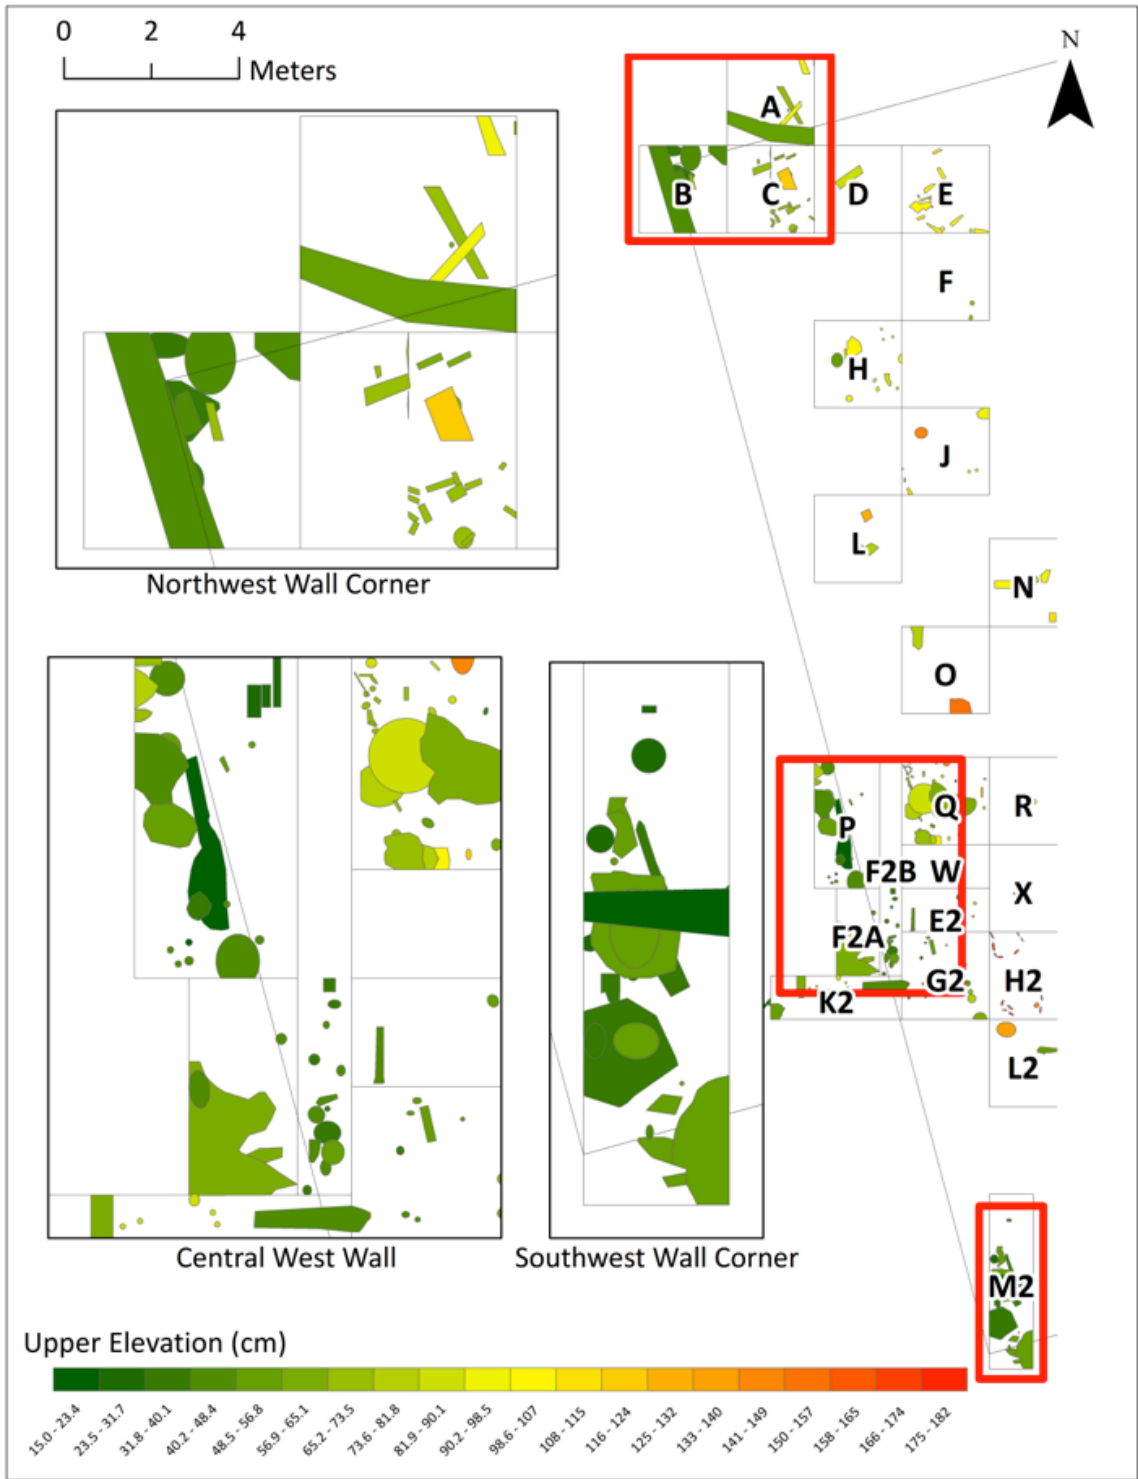 0 2 4
Meters
N
A
B C D E
F
H
J
L
N
O
P Q R
F2B W X
F2A E2
K2 G2 H2
L2
M2
Northwest Wall Corner
Central West Wall
Southwest Wall Corner
Upper Elevation (cm)
15.0 - 23.4
23.5 - 31.7
31.8 - 40.1
40.2 - 48.4
48.5 - 56.8
56.9 - 65.1
65.2 - 73.5
73.6 - 81.8
81.9 - 90.1
90.2 - 98.5
98.6 - 107
108 - 115
116 - 124
125 - 132
133 - 140
141 - 149
150 - 157
158 - 165
166 - 174
175 - 182